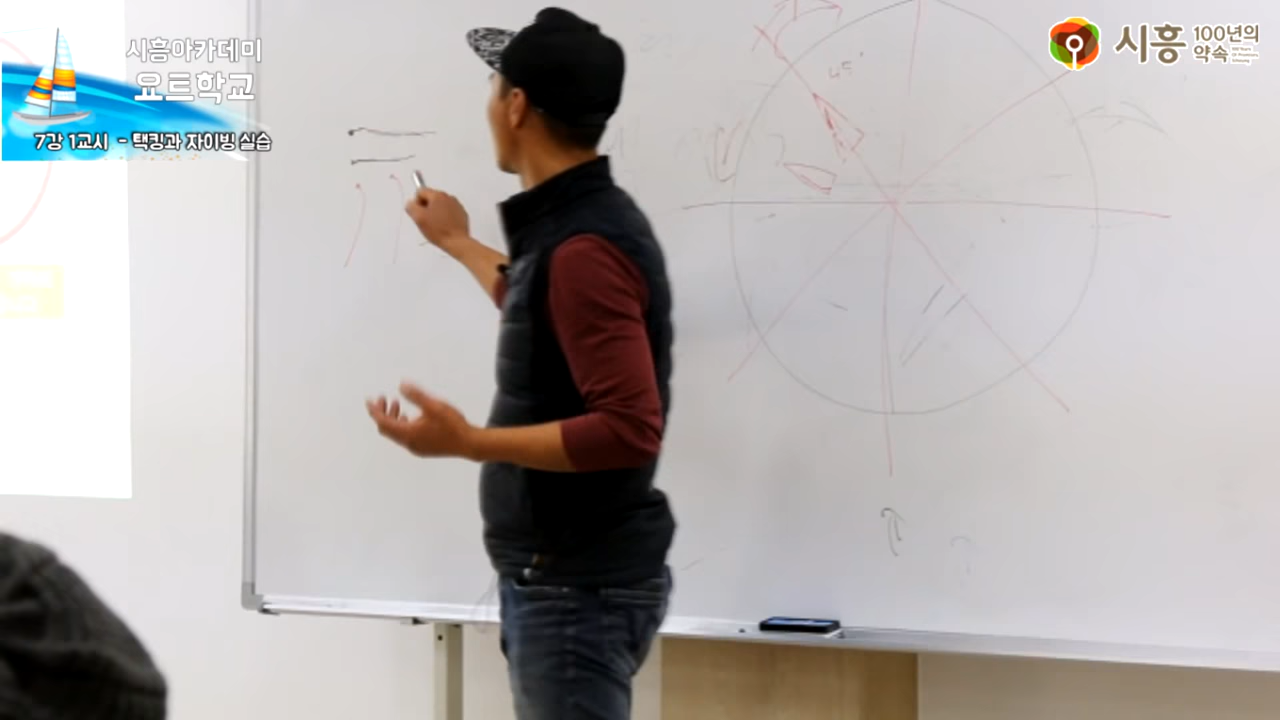 시흥아카데미
요트학교
7강 1교시 - 택킹과 자이빙 실습
시흥 100년의
약속
45°